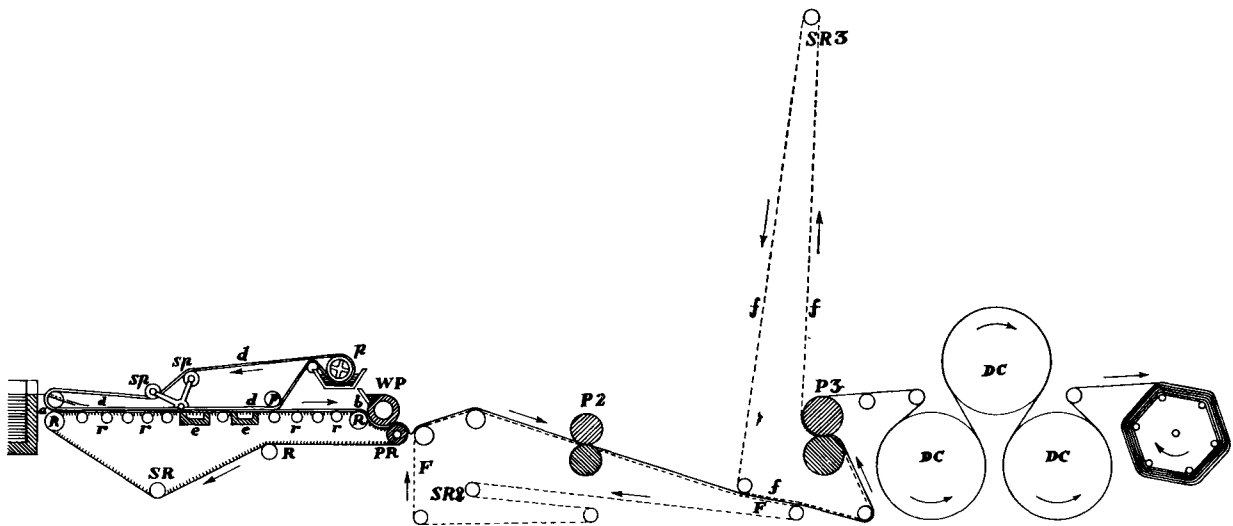 SR3
f f
p
d
sp
sp
WP
d d p b
a
R r r r e e r r R
P3
P2
DC
R PR
SR
F
SR2
f
F
DC DC